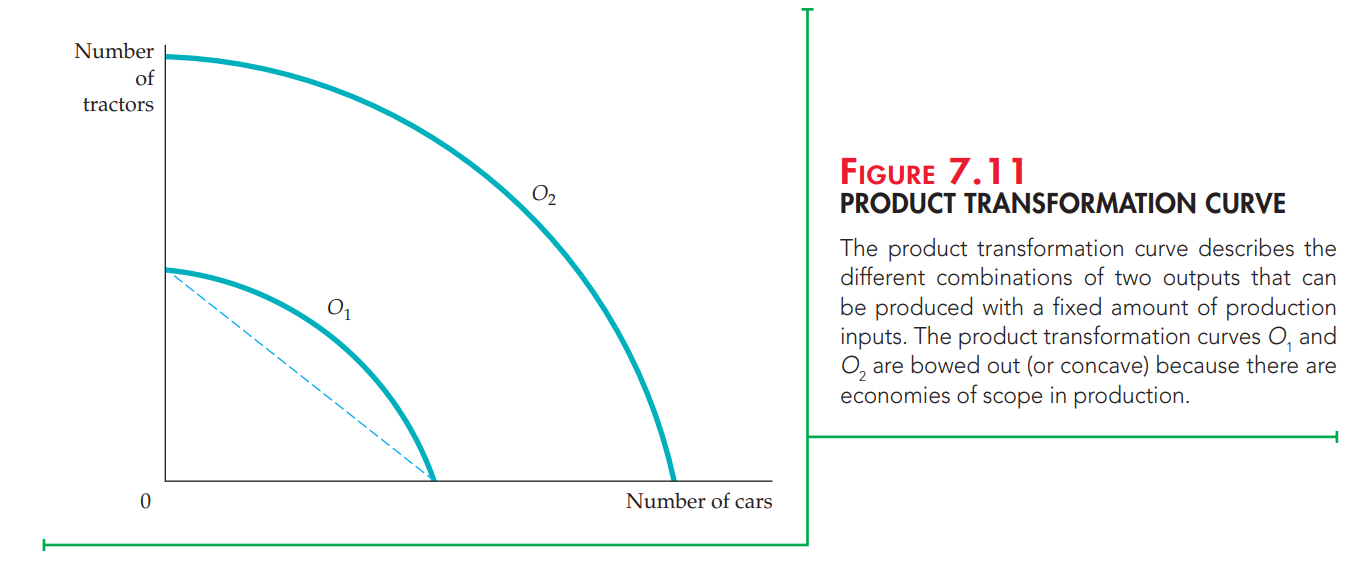 Number
of
tractors
O2
O1
0
Number of cars
FIGURE 7.11
PRODUCT TRANSFORMATION CURVE
The product transformation curve describes the
different combinations of two outputs that can
be produced with a fixed amount of production
inputs. The product transformation curves O1 and
O2 are bowed out (or concave) because there are
economies of scope in production.